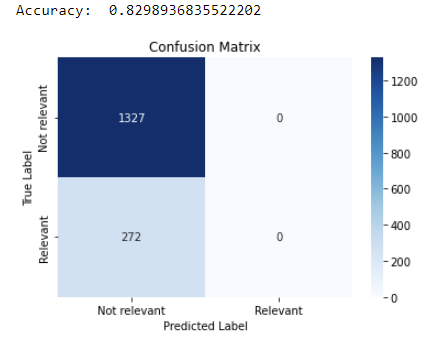 Accuracy:  0.8298936835522202
Confusion Matrix
True Label
Not relevant
Relevant
1327
0
272
0
Not relevant
Relevant
Predicted Label
1200
1000
800
600
400
200
0